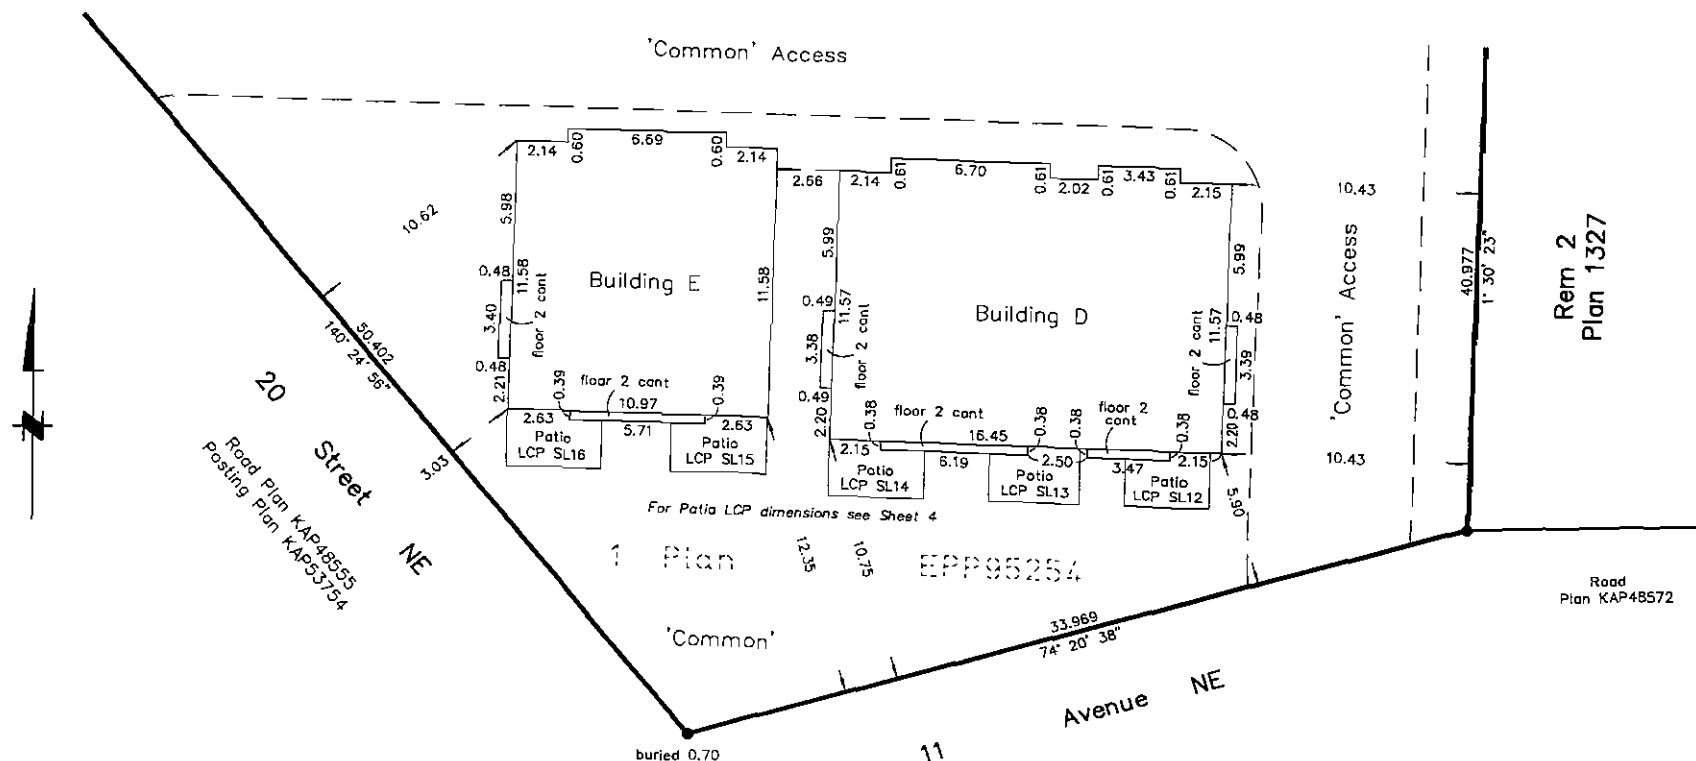 'Common' Access
2.14
0.60
6.69
0.60
2.14
2.66
2.14
0.61
6.70
0.61
2.02
0.61
3.43
0.61
2.15
10.62
5.98
11.58
0.48
3.40
0.48
floor 2 cant
2.21
Building E
11.58
0.39
floor 2 cant
10.97
0.39
2.63
5.71
2.63
Patio
LCP SL16
Patio
LCP SL15
5.99
0.49
11.57
3.38
floor 2 cant
0.49
2.20
Building D
5.99
11.57
0.48
floor 2 cant
3.39
0.48
2.20
0.38
floor 2 cant
16.45
0.38
0.38
floor 2
cant
0.38
2.15
6.19
2.50
3.47
2.15
Patio
LCP SL14
Patio
LCP SL13
Patio
LCP SL12
5.90
10.43
'Common' Access
10.43
40.977
1° 30' 23"
Rem 2
Plan 1327
50.402
140° 24' 56"
20 Street NE
Road Plan KAP48555
Posting Plan KAP53754
3.03
For Patio LCP dimensions see Sheet 4
1 Plan EPP95254
12.35
10.75
'Common'
33.969
74° 20' 38"
11 Avenue NE
buried 0.70
Road
Plan KAP48572